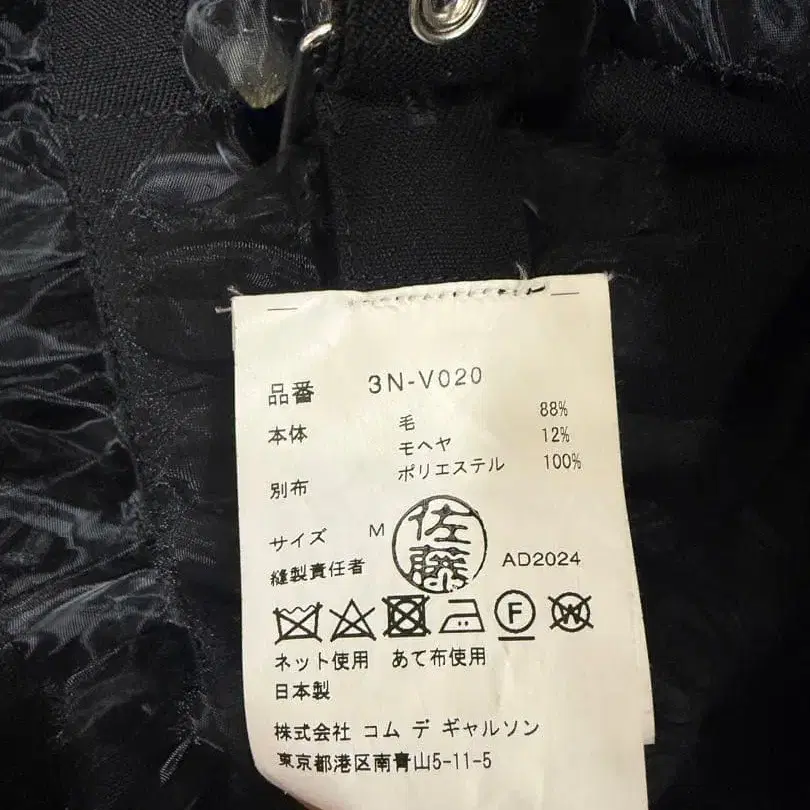 品番 3N-V020
本体 毛 88%
モヘヤ 12%
別布 ポリエステル 100%
サイズ M
佐藤
縫製責任者 AD2024
F W
ネット使用 あて布使用
日本製
株式会社 コム デ ギャルソン
東京都港区南青山5-11-5